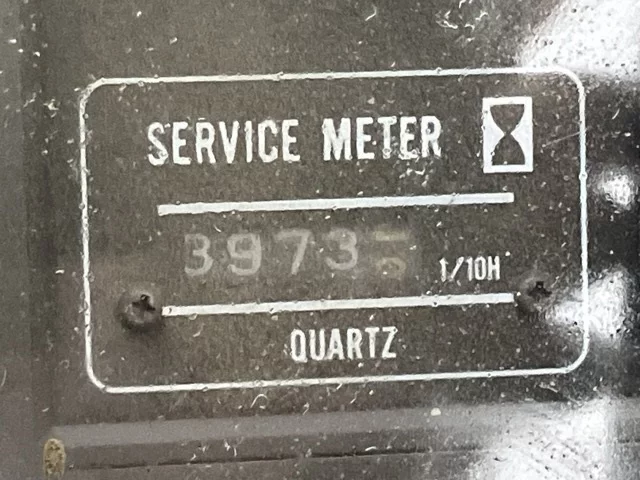 SERVICE METER
3973
1/10H
QUARTZ